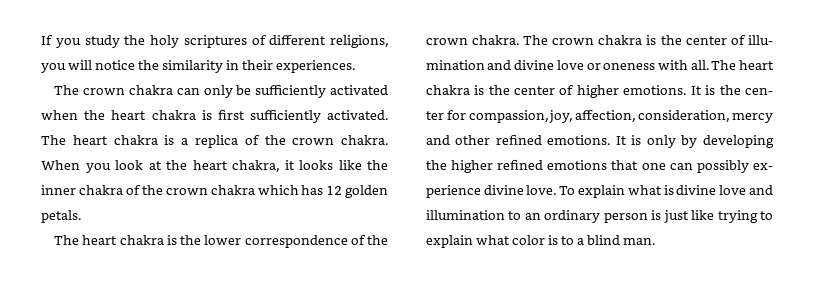 If you study the holy scriptures of different religions,
you will notice the similarity in their experiences.
The crown chakra can only be sufficiently activated
when the heart chakra is first sufficiently activated.
The heart chakra is a replica of the crown chakra.
When you look at the heart chakra, it looks like the
inner chakra of the crown chakra which has 12 golden
petals.
The heart chakra is the lower correspondence of the
crown chakra. The crown chakra is the center of illu-
mination and divine love or oneness with all. The heart
chakra is the center of higher emotions. It is the cen-
ter for compassion, joy, affection, consideration, mercy
and other refined emotions. It is only by developing
the higher refined emotions that one can possibly ex-
perience divine love. To explain what is divine love and
illumination to an ordinary person is just like trying to
explain what color is to a blind man.